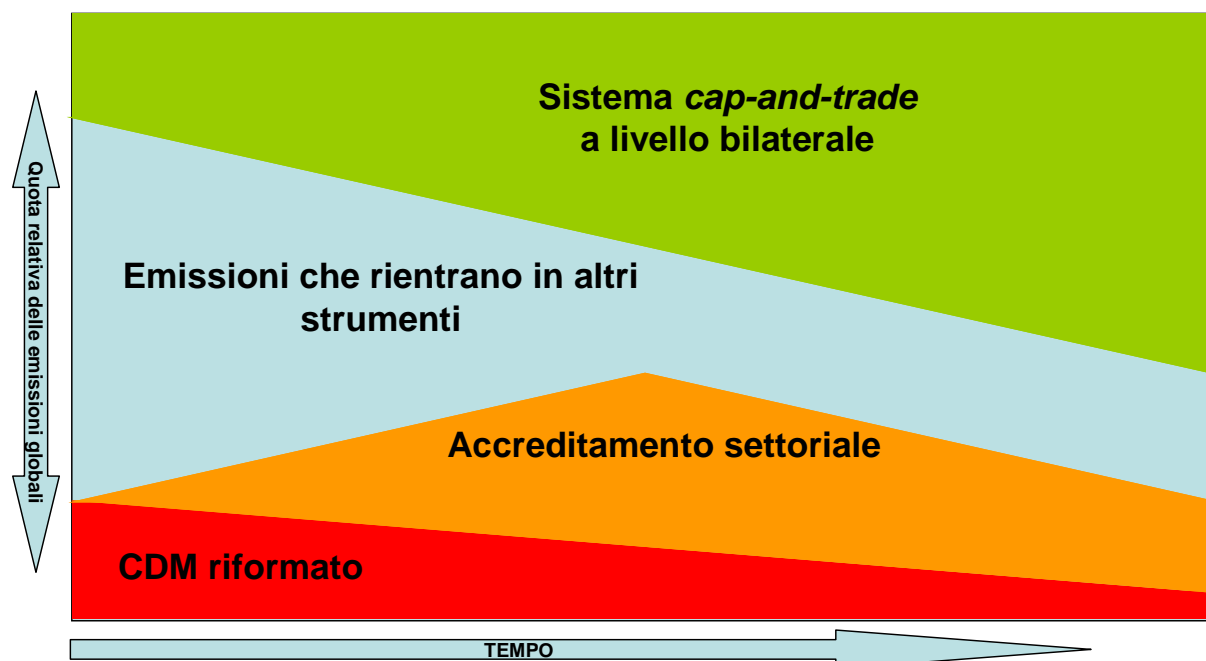 Sistema cap-and-trade
a livello bilaterale
Quota relativa delle emissioni globali
Emissioni che rientrano in altri
strumenti
Accreditamento settoriale
CDM riformato
TEMPO